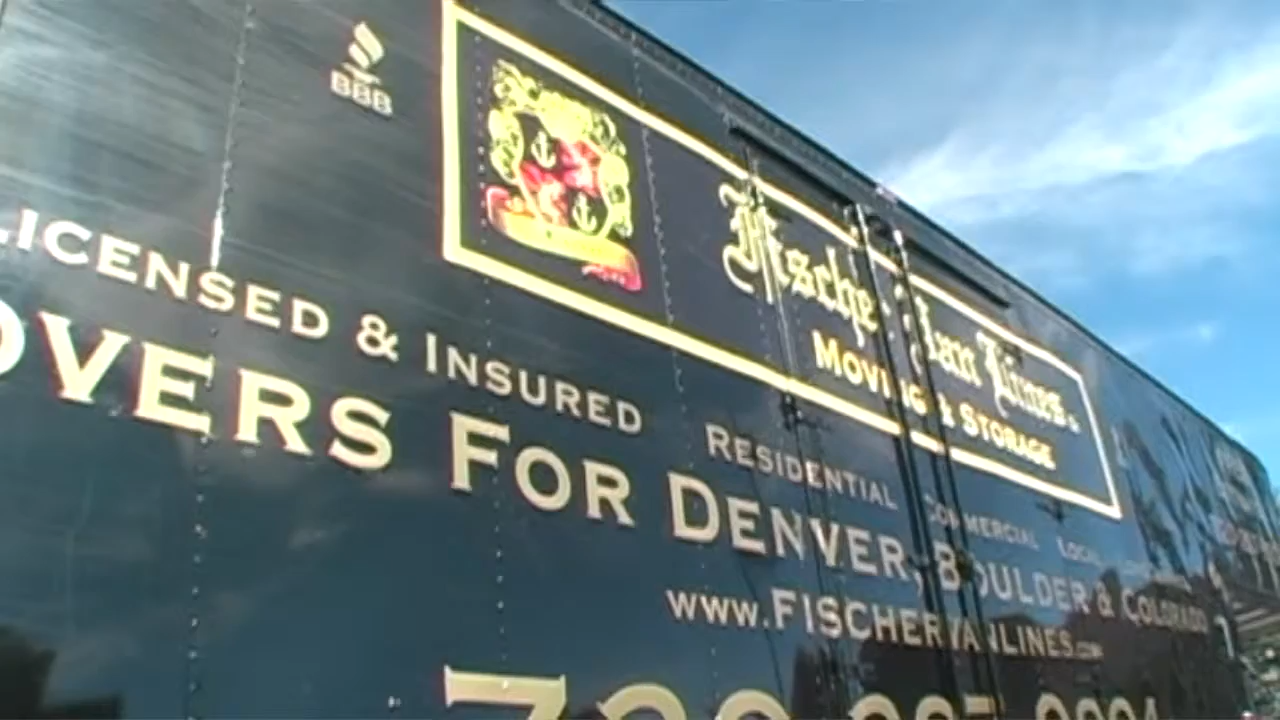 BBB
Fischer Van Lines.
MOVING & STORAGE
LICENSED & INSURED RESIDENTIAL COMMERCIAL LOCAL
OVERS FOR DENVER, BOULDER & COLORADO
WWW.FISCHERVANLINES.COM